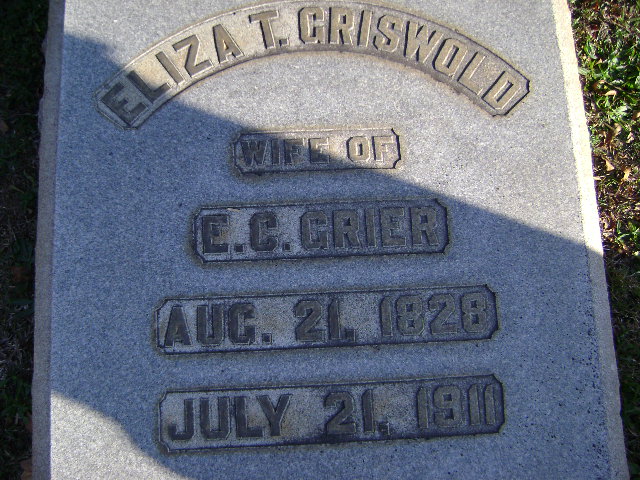 ELIZA T. GRISWOLD
WIFE OF
E. C. GRIER
AUG. 21, 1828
JULY 21, 1911